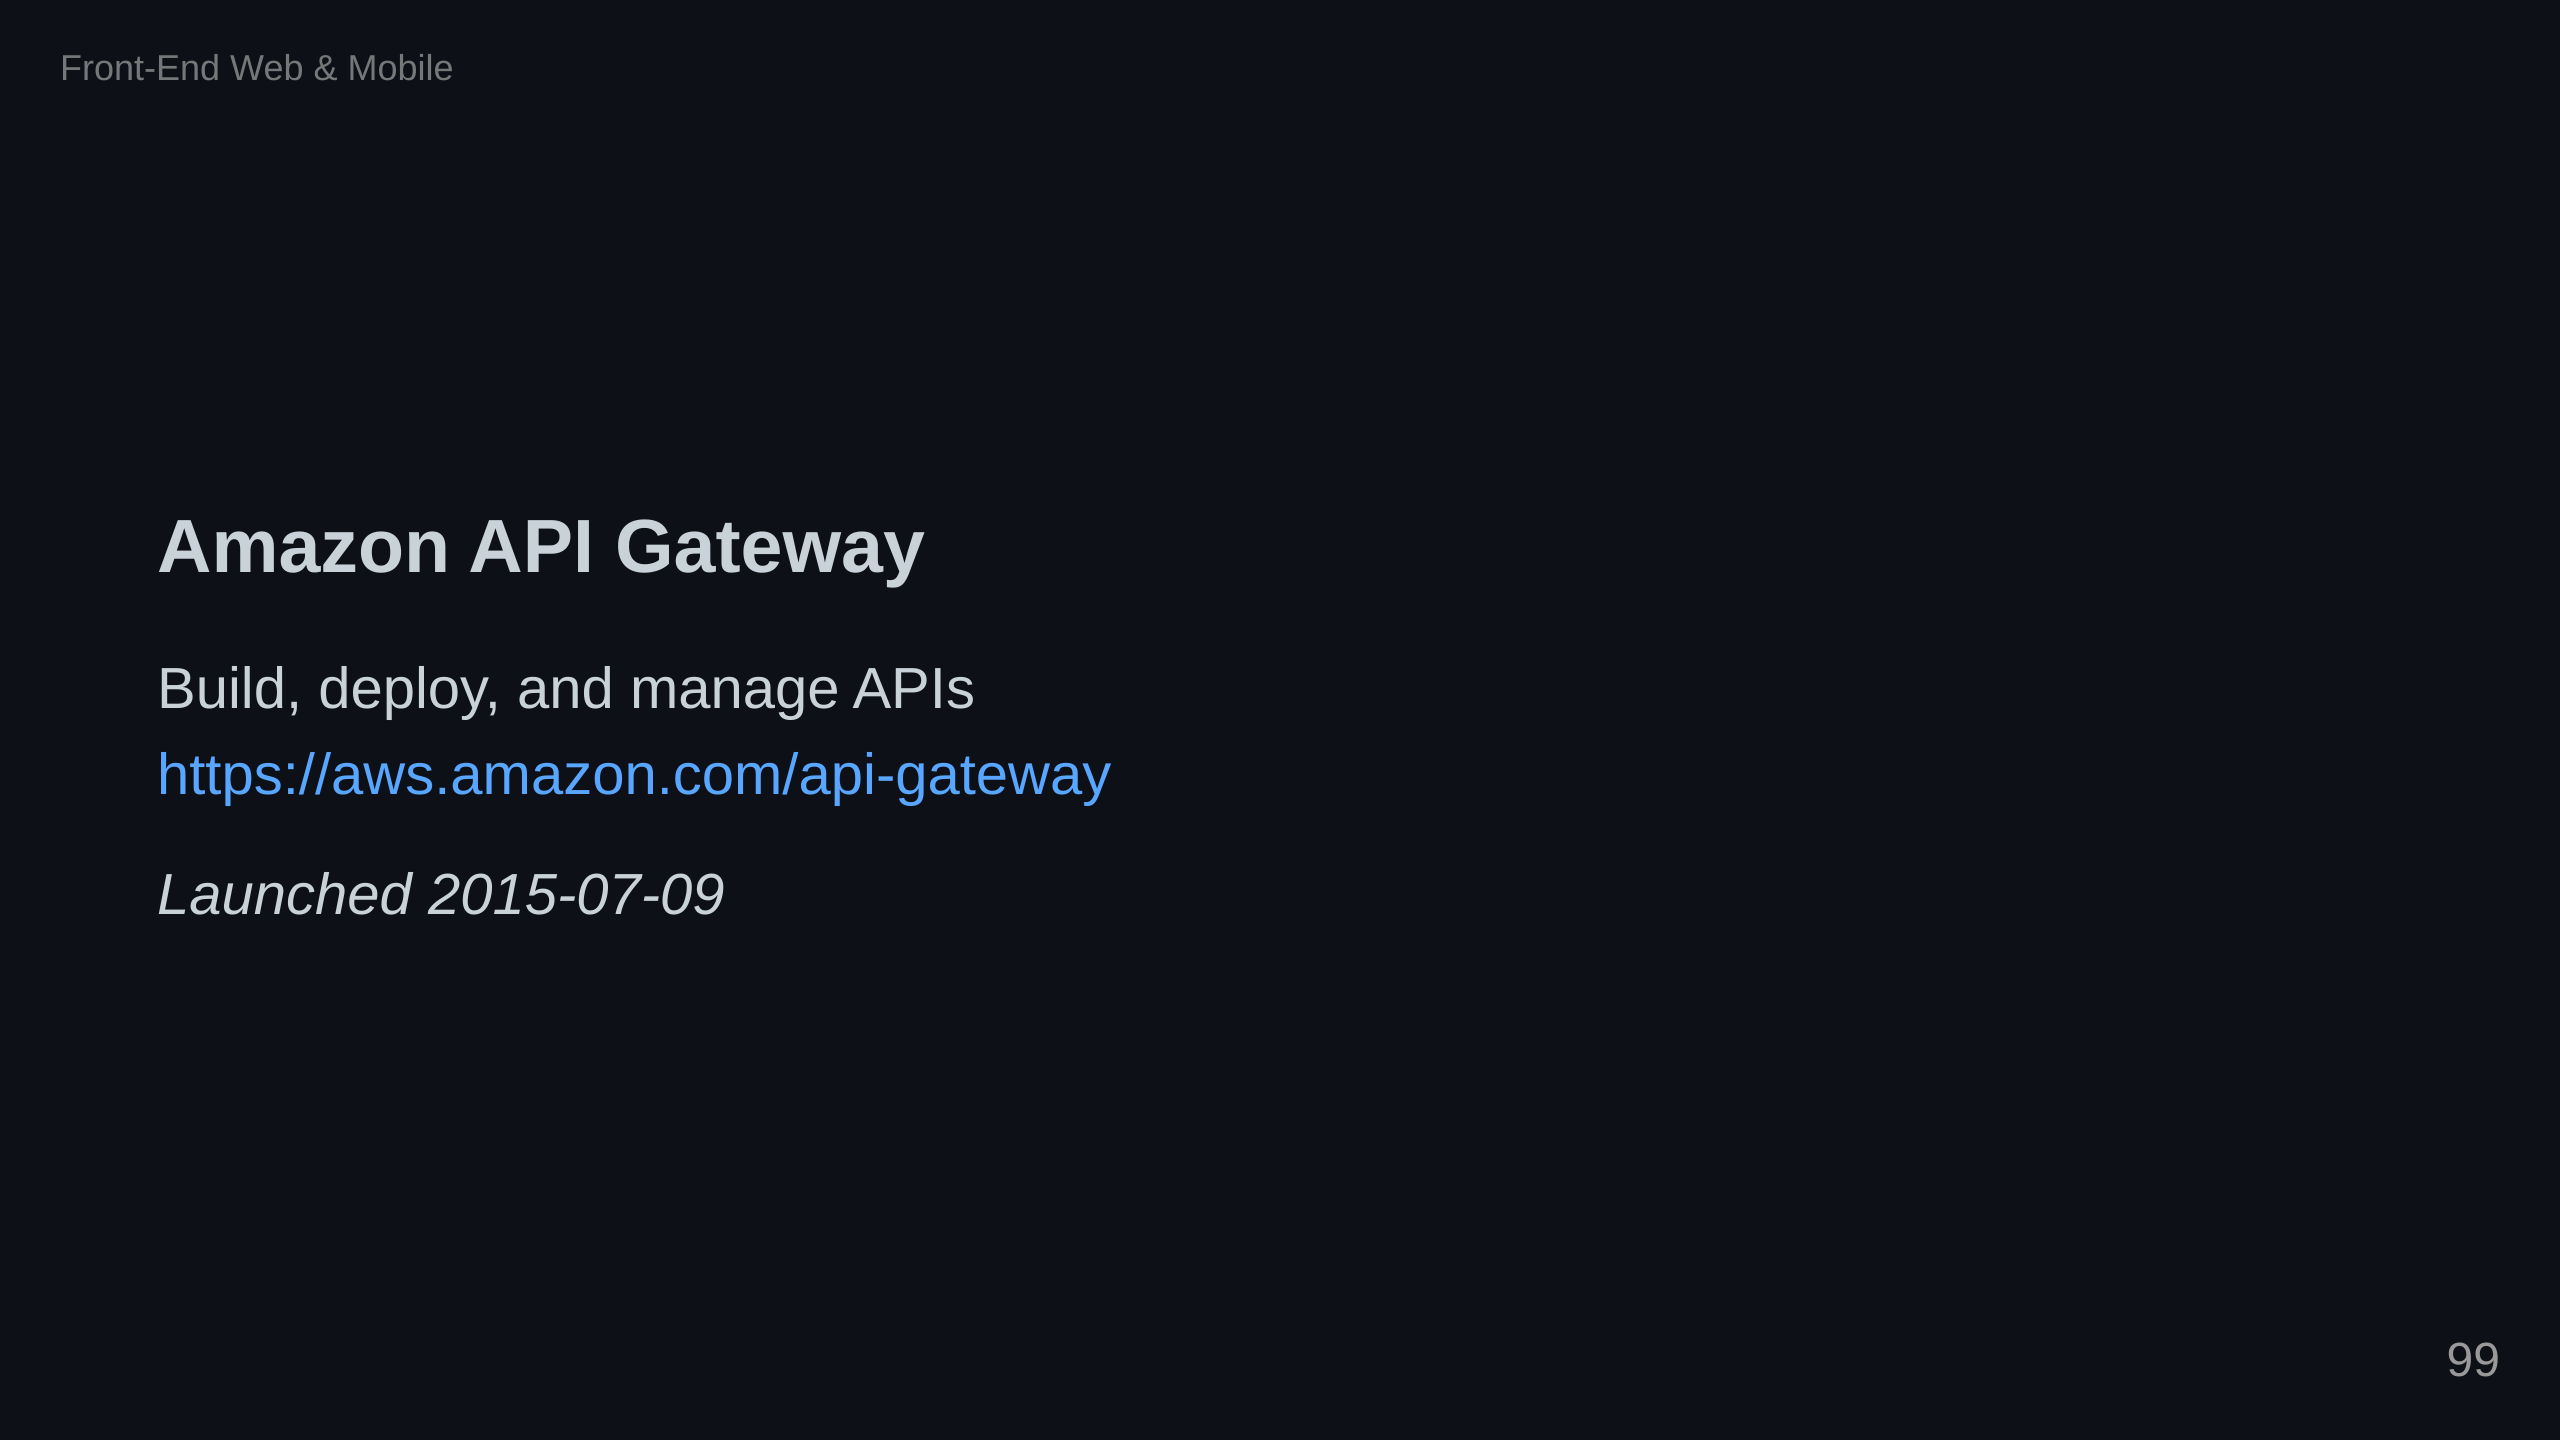 Front-End Web & Mobile
Amazon API Gateway
Build, deploy, and manage APIs
https://aws.amazon.com/api-gateway
Launched 2015-07-09
99